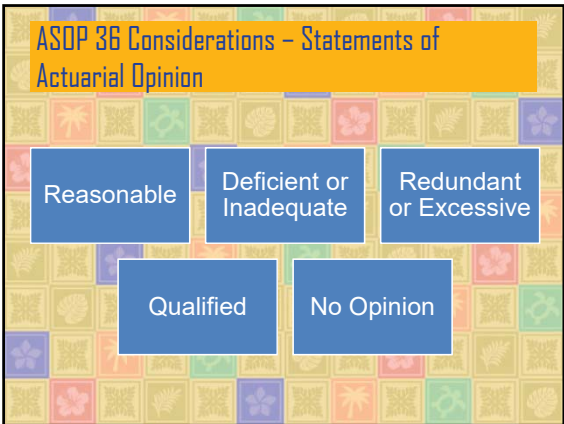 ASOP 36 Considerations – Statements of
Actuarial Opinion
Reasonable
Deficient or
Inadequate
Redundant
or Excessive
Qualified
No Opinion